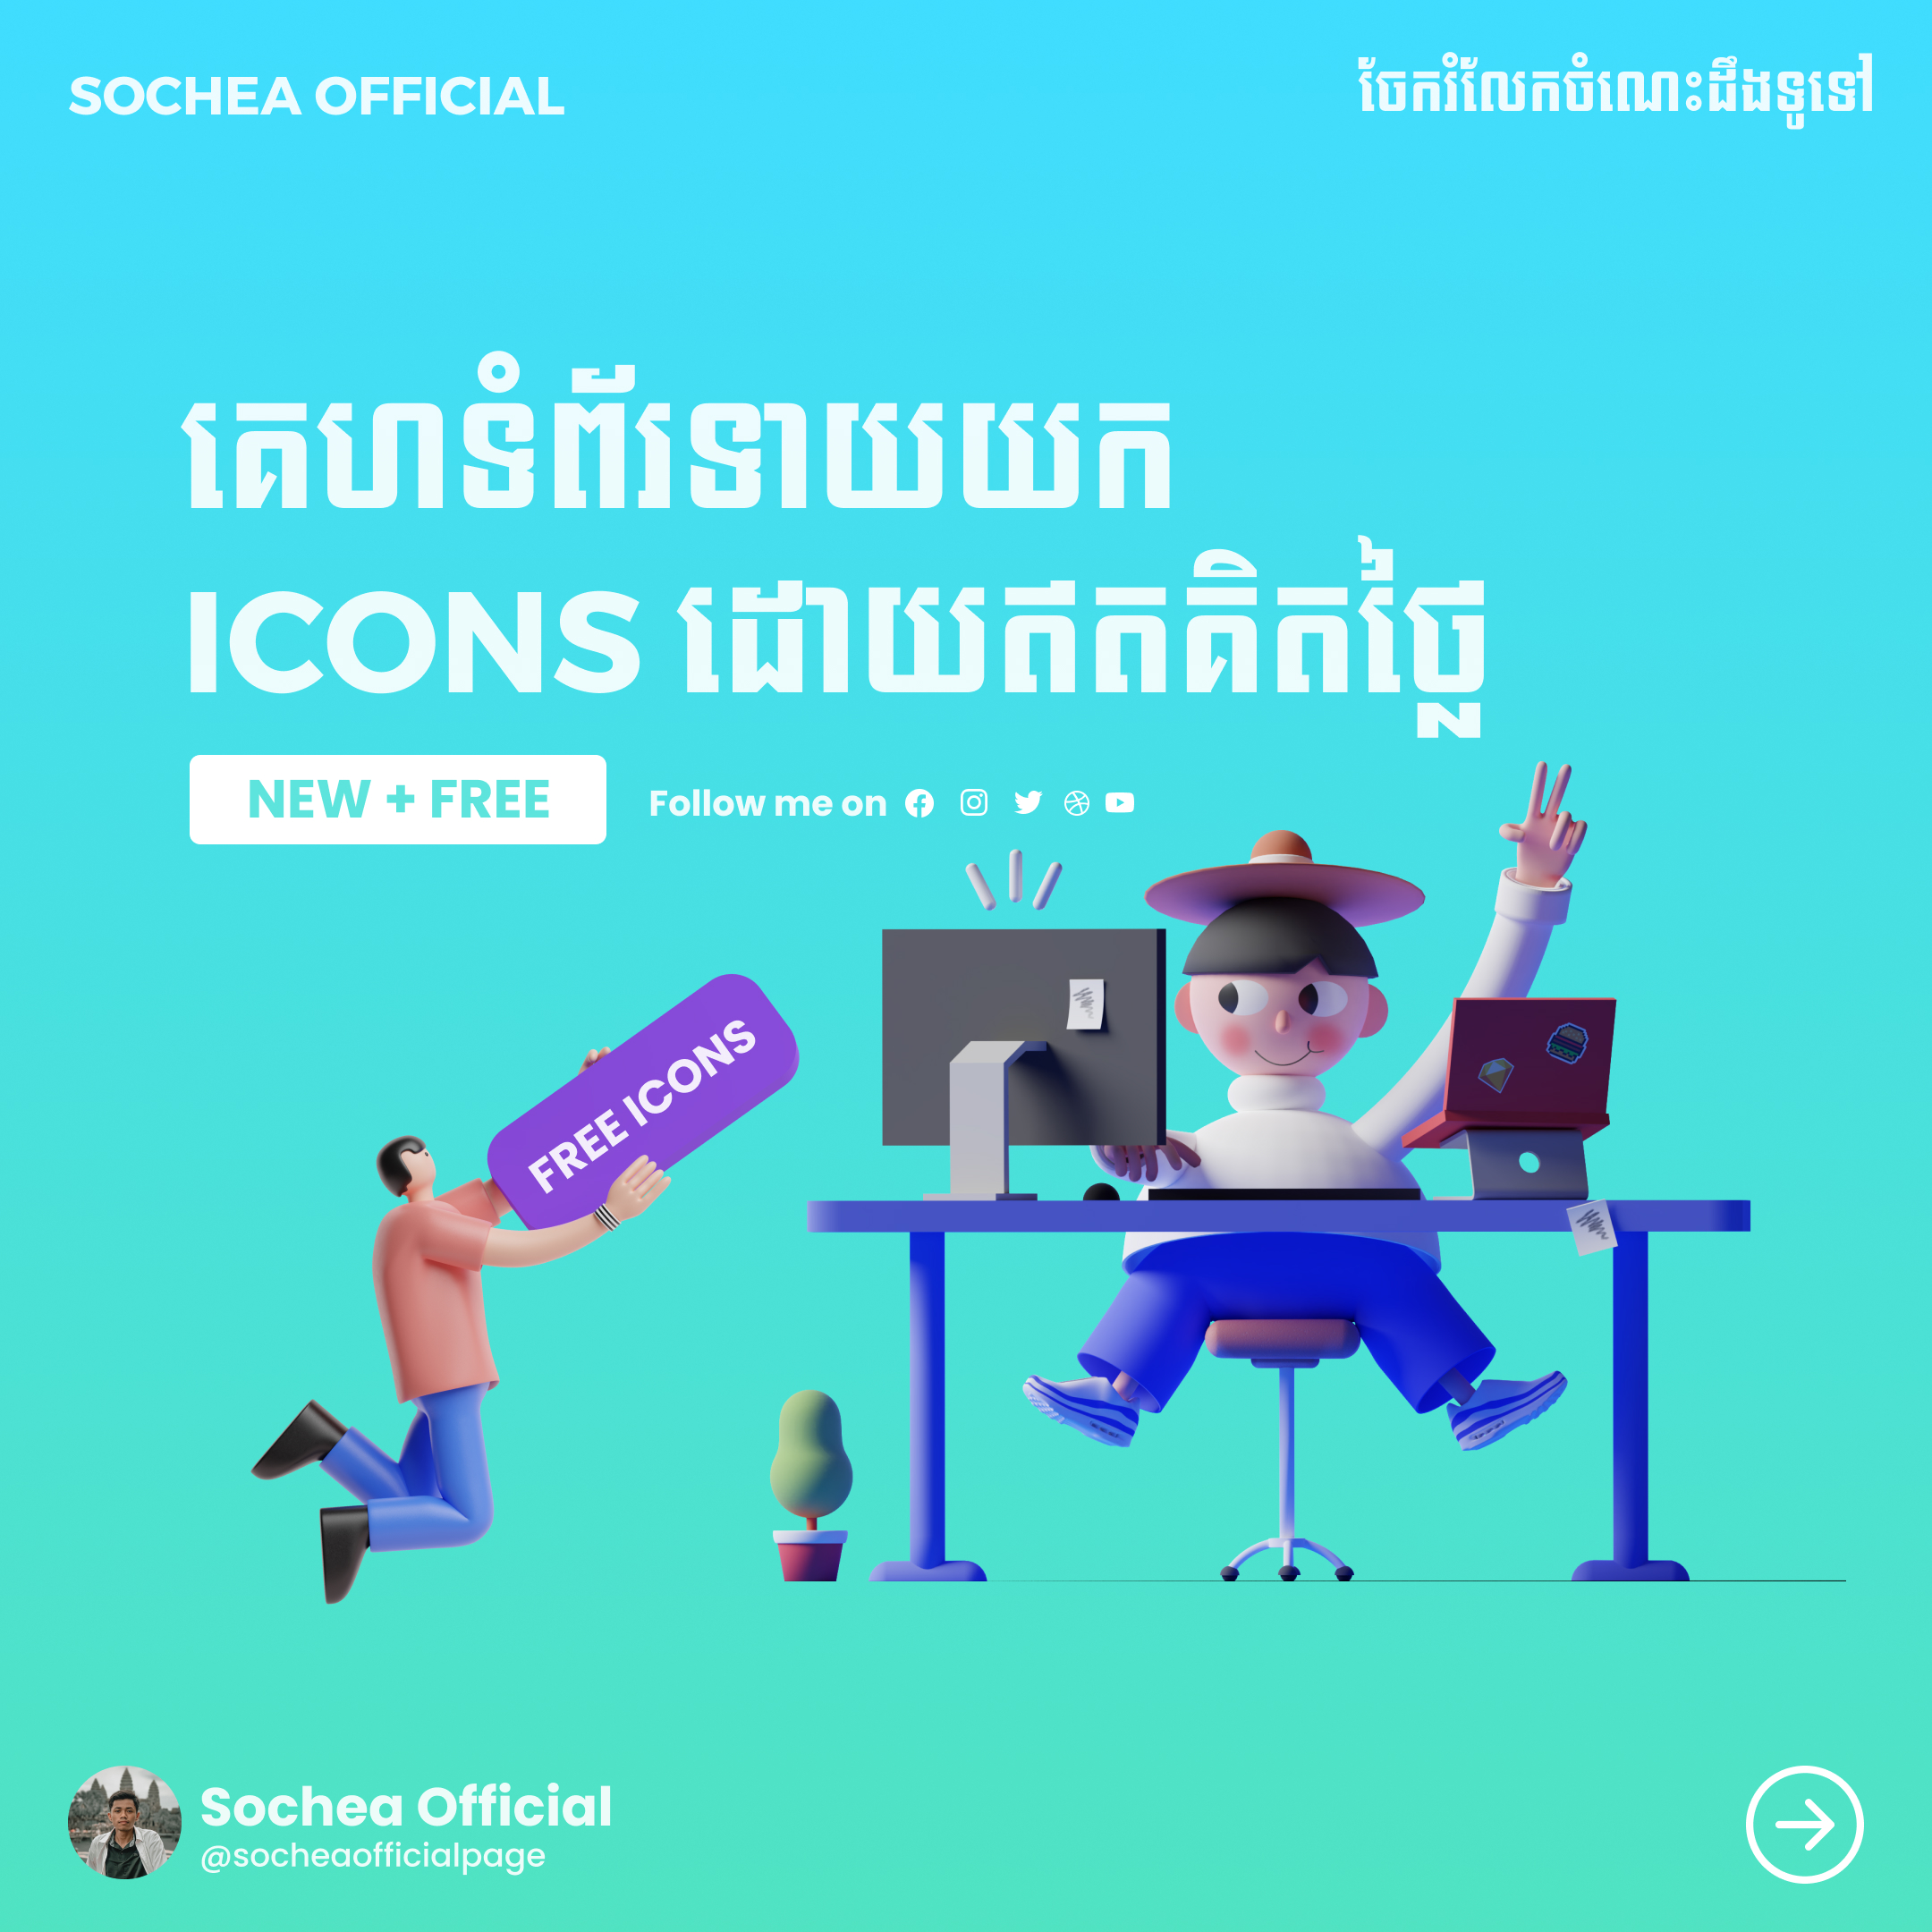 SOCHEA OFFICIAL
ចែករំលែកចំណេះដឹងទូទៅ
គេហទំព័រទាយយក
ICONS ដោយឥតគិតថ្លៃ
NEW + FREE
Follow me on
FREE ICONS
Sochea Official
@socheaofficialpage